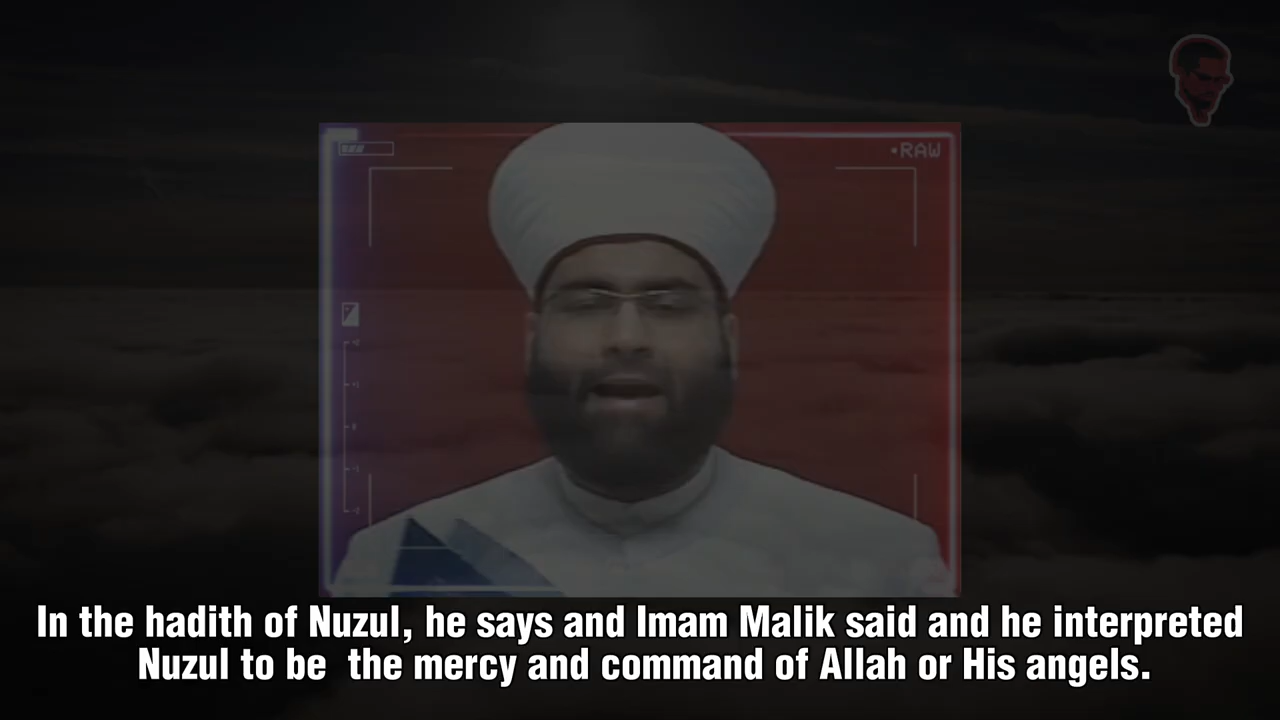 •RAW
In the hadith of Nuzul, he says and Imam Malik said and he interpreted
Nuzul to be  the mercy and command of Allah or His angels.